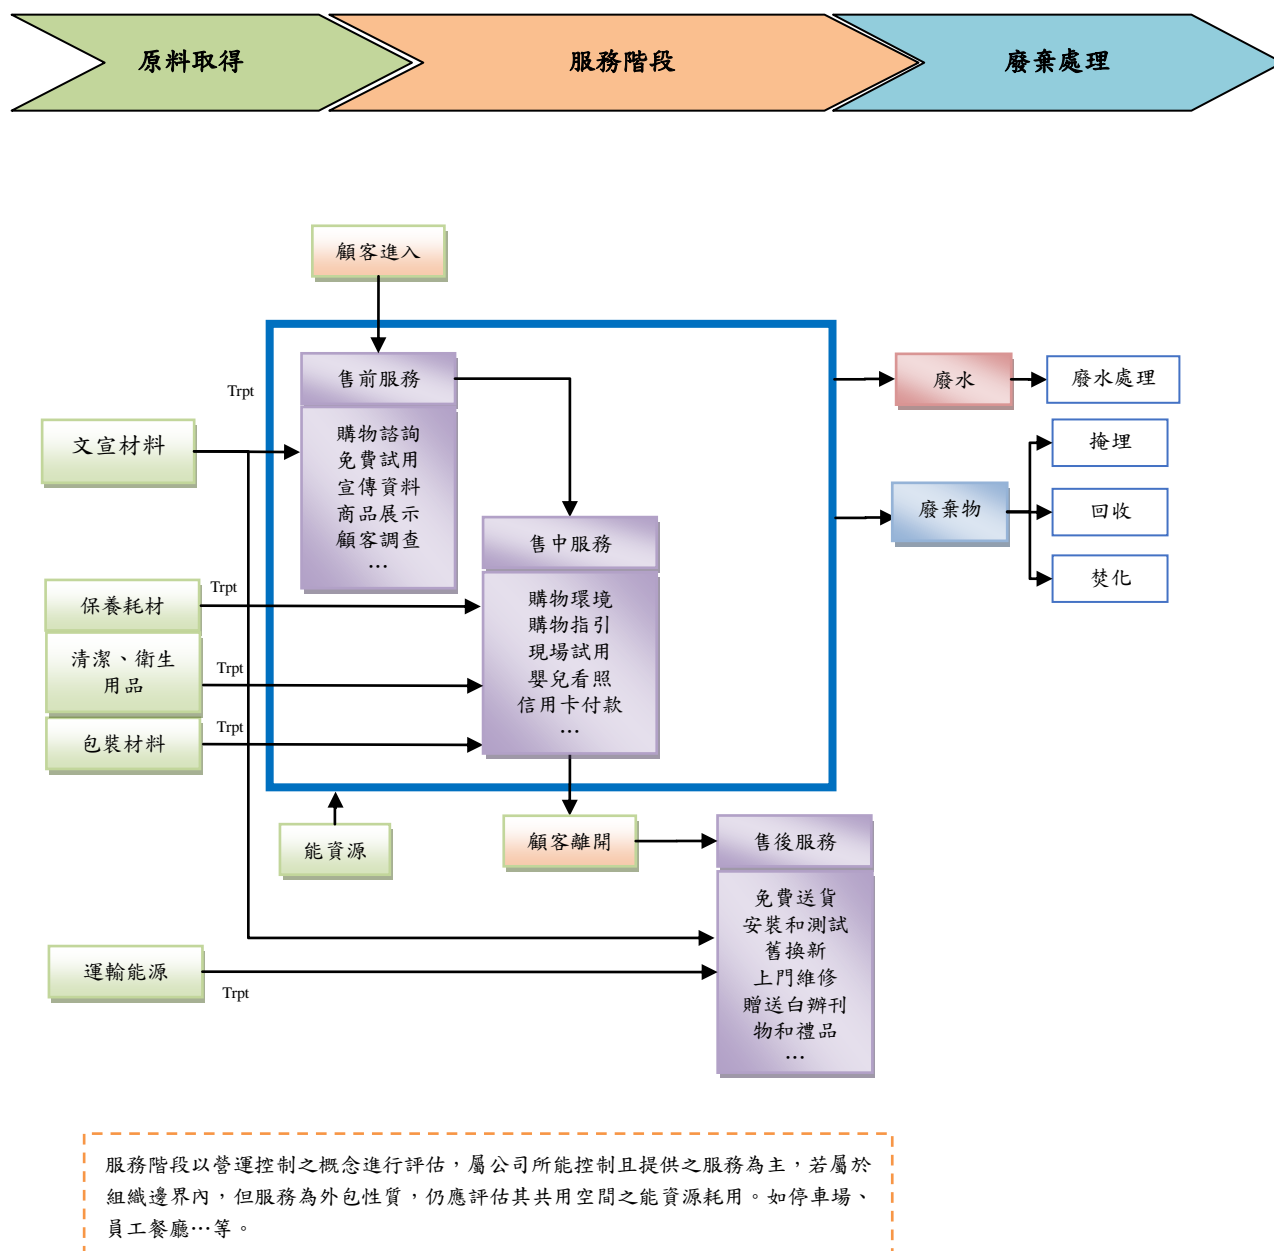 原料取得
服務階段
廢棄處理
顧客進入
售前服務
Trpt
購物諮詢
免費試用
宣傳資料
商品展示
顧客調查
…
文宣材料
售中服務
購物環境
購物指引
現場試用
嬰兒看照
信用卡付款
…
保養耗材
Trpt
清潔、衛生
用品
Trpt
包裝材料
Trpt
廢水
廢水處理
廢棄物
掩埋
回收
焚化
能資源
顧客離開
售後服務
免費送貨
安裝和測試
舊換新
上門維修
贈送白辦刊
物和禮品
…
運輸能源
Trpt
服務階段以營運控制之概念進行評估，屬公司所能控制且提供之服務為主，若屬於
組織邊界內，但服務為外包性質，仍應評估其共用空間之能資源耗用。如停車場、
員工餐廳…等。